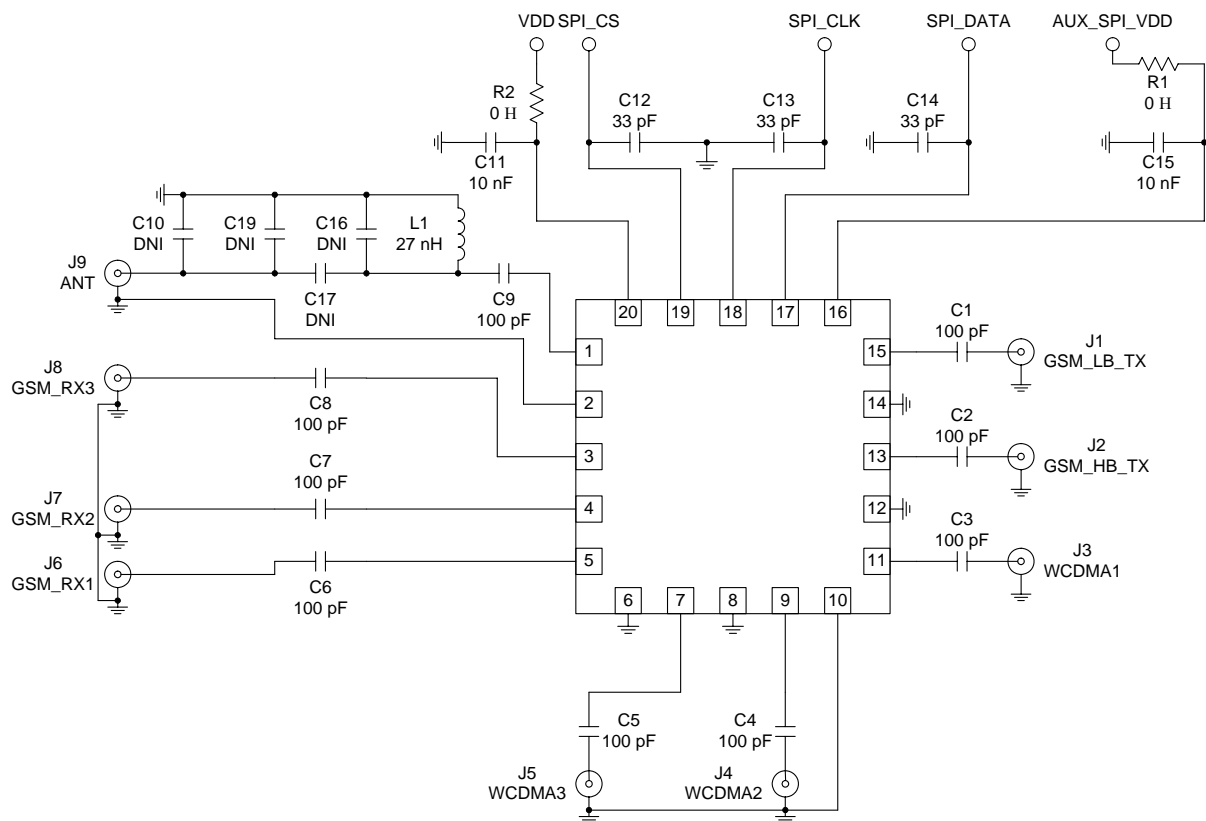 VDD SPI_CS SPI_CLK SPI_DATA AUX_SPI_VDD
R2
0 H
C12
33 pF
C13
33 pF
C14
33 pF
R1
0 H
C11
10 nF
C15
10 nF
C10
DNI
C19
DNI
C16
DNI
L1
27 nH
J9
ANT
C17
DNI
C9
100 pF
20 19 18 17 16
C1
100 pF
1
15
J1
GSM_LB_TX
J8
GSM_RX3
C8
100 pF
2
14
C2
100 pF
J2
GSM_HB_TX
3
13
C7
100 pF
J7
GSM_RX2
4
12
C3
100 pF
J3
WCDMA1
5
11
J6
GSM_RX1
C6
100 pF
6 7 8 9 10
C5
100 pF
C4
100 pF
J5
WCDMA3
J4
WCDMA2